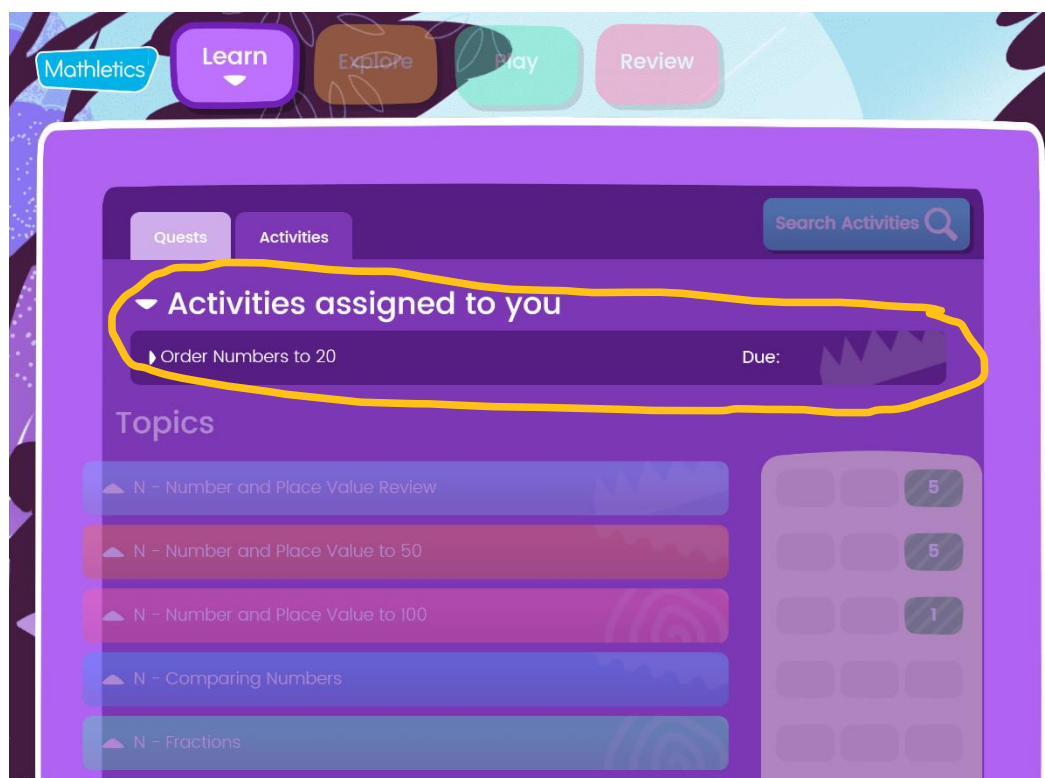 Mathletics
Learn
Explore
Play
Review
Quests
Activities
Search Activities
Activities assigned to you
Order Numbers to 20
Due:
Topics
N - Number and Place Value Review
5
N - Number and Place Value to 50
5
N - Number and Place Value to 100
1
N - Comparing Numbers
N - Fractions